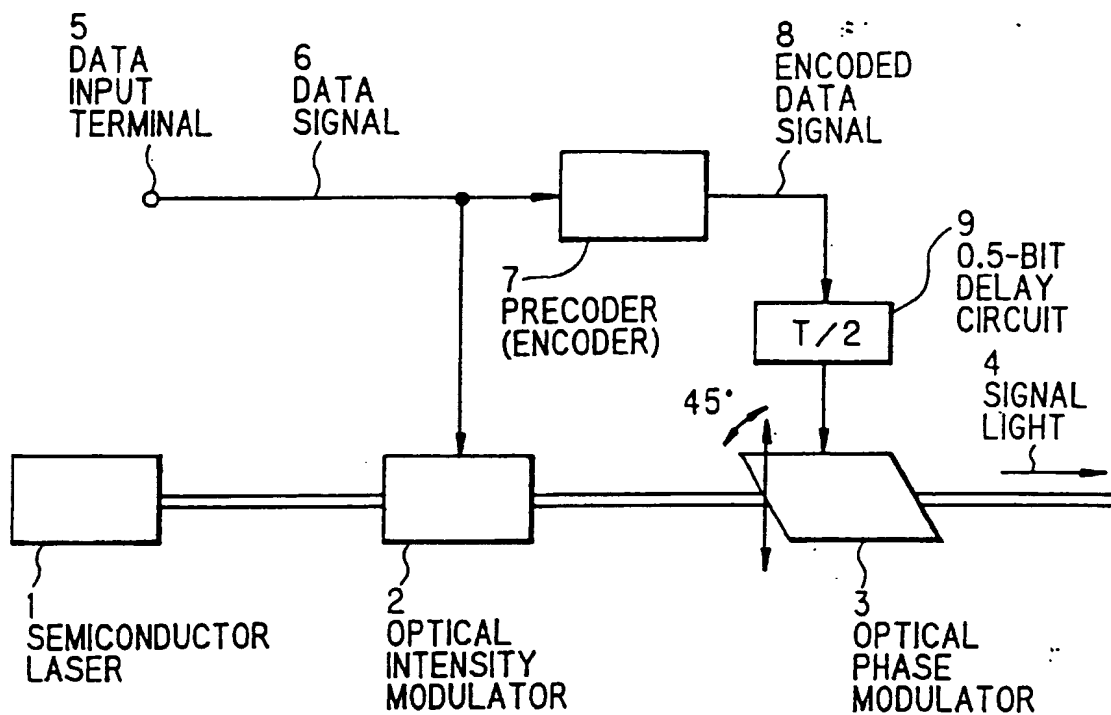 5
DATA
INPUT
TERMINAL
6
DATA
SIGNAL
8
ENCODED
DATA
SIGNAL
7
PRECODER
(ENCODER)
9
0.5-BIT
DELAY
CIRCUIT
T/2
45°
4
SIGNAL
LIGHT
1
SEMICONDUCTOR
LASER
2
OPTICAL
INTENSITY
MODULATOR
3
OPTICAL
PHASE
MODULATOR